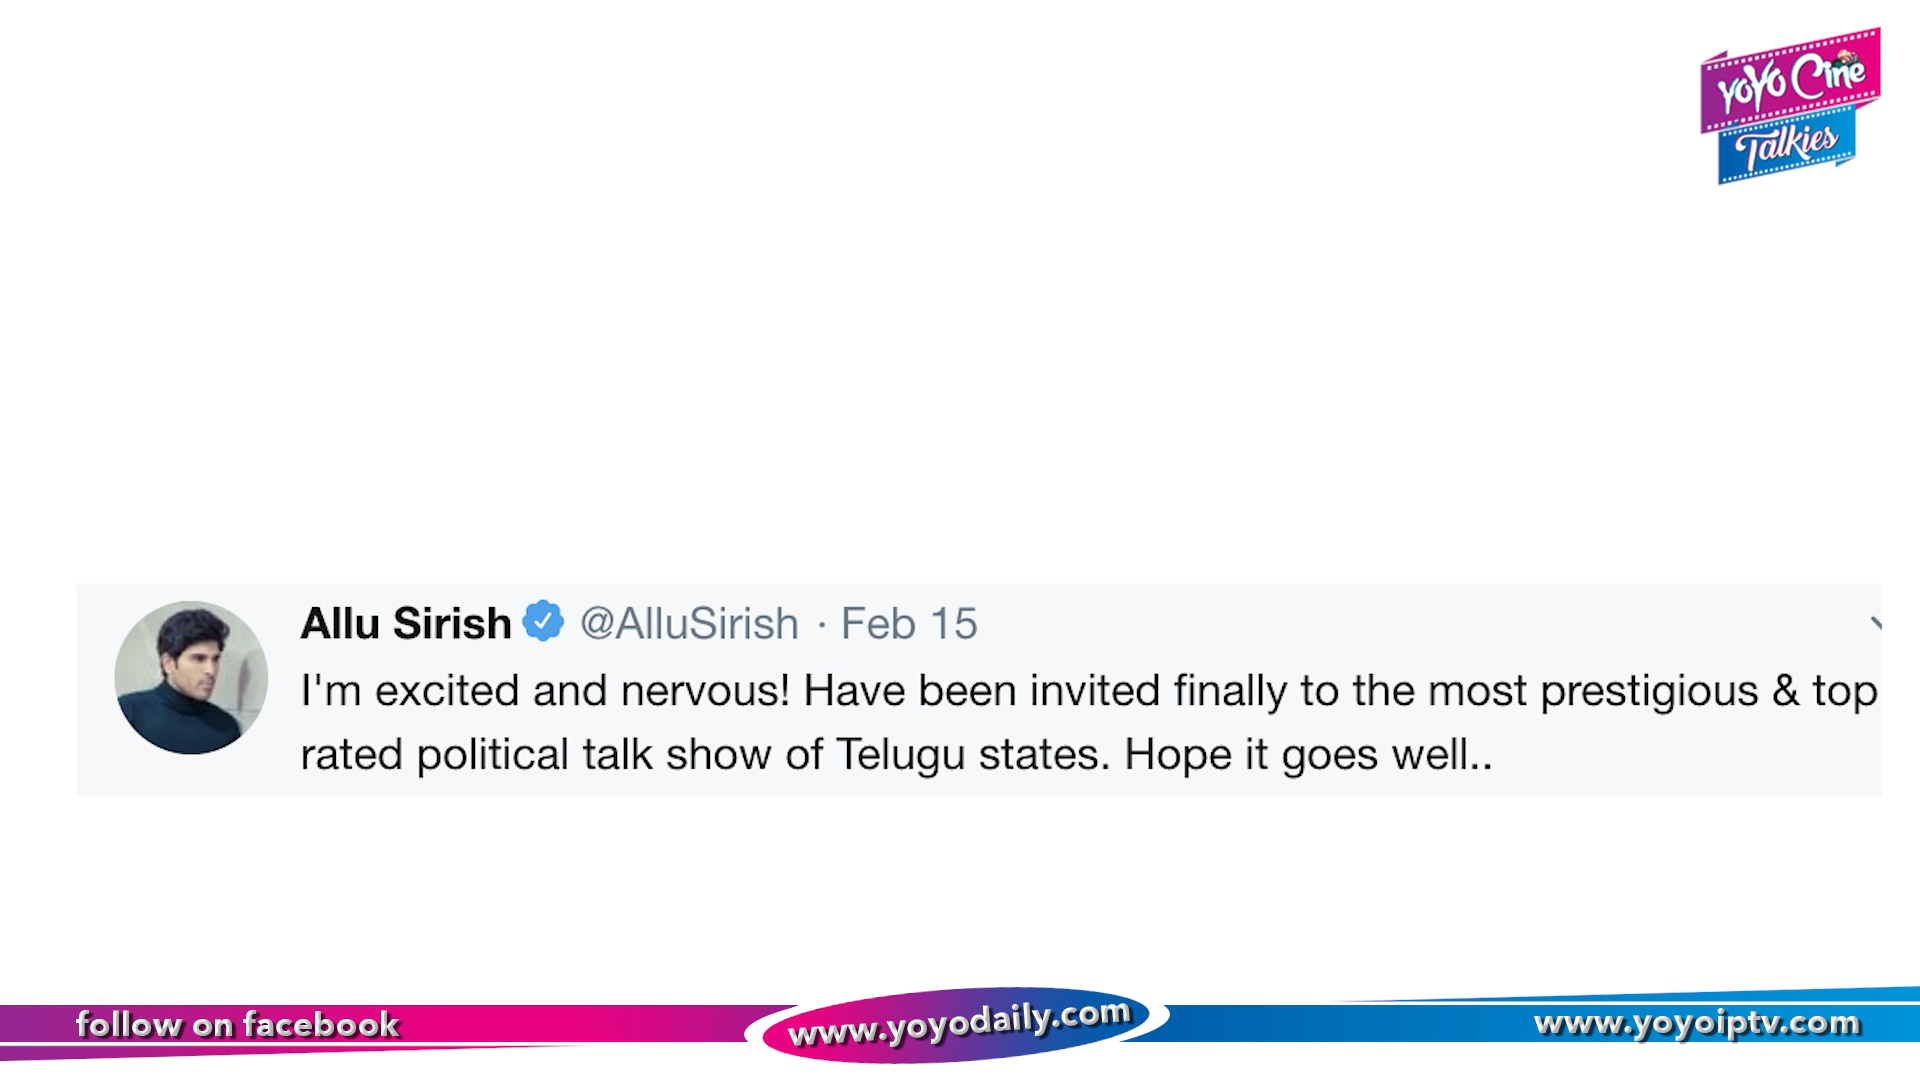 YoYo Cine
Talkies
Allu Sirish @AlluSirish · Feb 15
I'm excited and nervous! Have been invited finally to the most prestigious & top
rated political talk show of Telugu states. Hope it goes well..
follow on facebook
www.yoyodaily.com
www.yoyoiptv.com